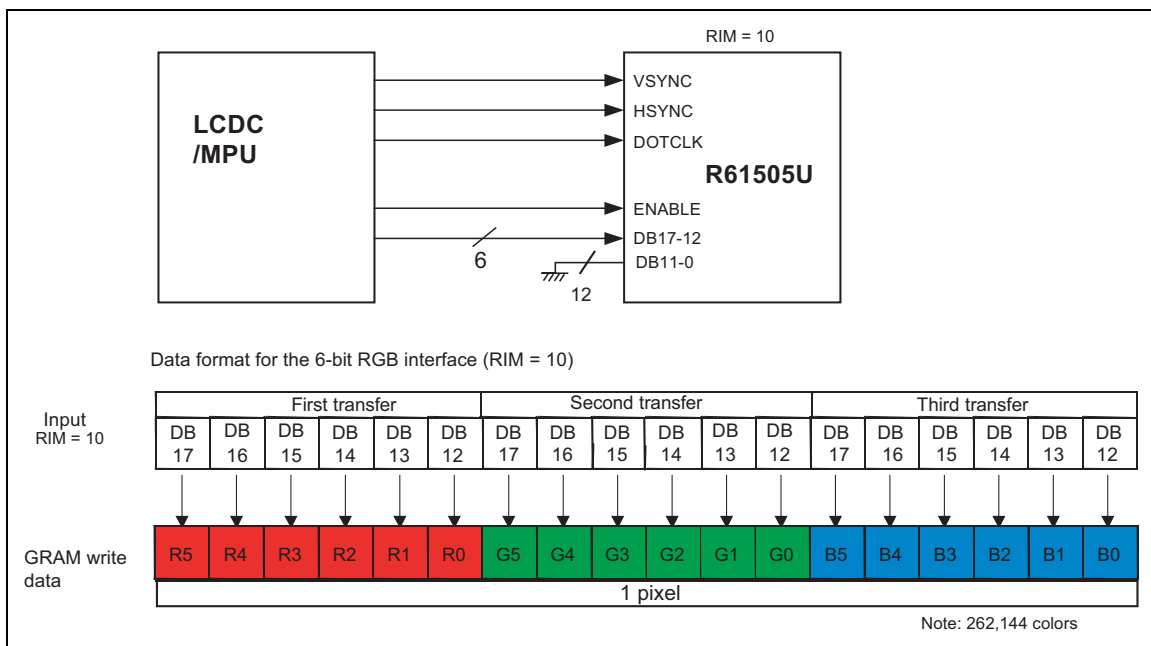 RIM = 10
LCDC
/MPU
VSYNC
HSYNC
DOTCLK
R61505U
ENABLE
DB17-12
6
DB11-0
12
Data format for the 6-bit RGB interface (RIM = 10)
Input
RIM = 10
First transfer Second transfer Third transfer
DB DB DB DB DB DB DB DB DB DB DB DB DB DB DB DB DB DB
17 16 15 14 13 12 17 16 15 14 13 12 17 16 15 14 13 12
GRAM write
data
R5 R4 R3 R2 R1 R0 G5 G4 G3 G2 G1 G0 B5 B4 B3 B2 B1 B0
1 pixel
Note: 262,144 colors